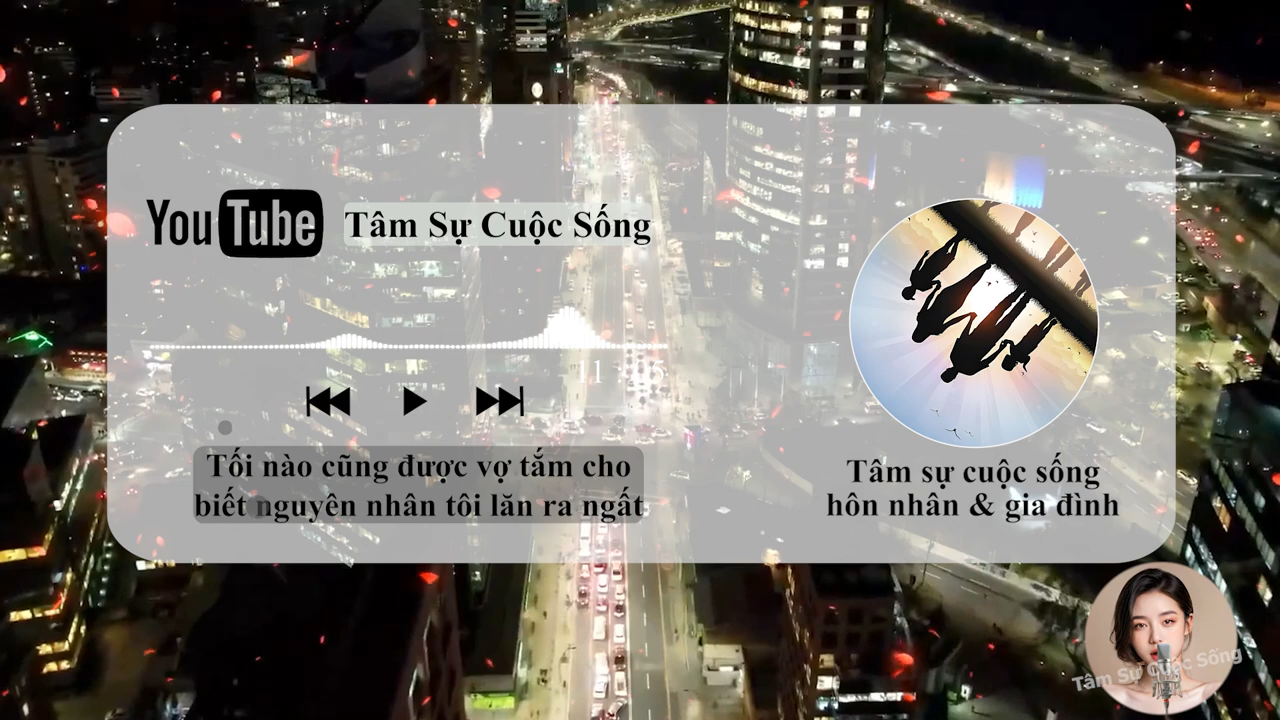 YouTube Tâm Sự Cuộc Sống
Tối nào cũng được vợ tắm cho
biết nguyên nhân tôi lăn ra ngất
Tâm sự cuộc sống
hôn nhân & gia đình
Tâm Sự Cuộc Sống